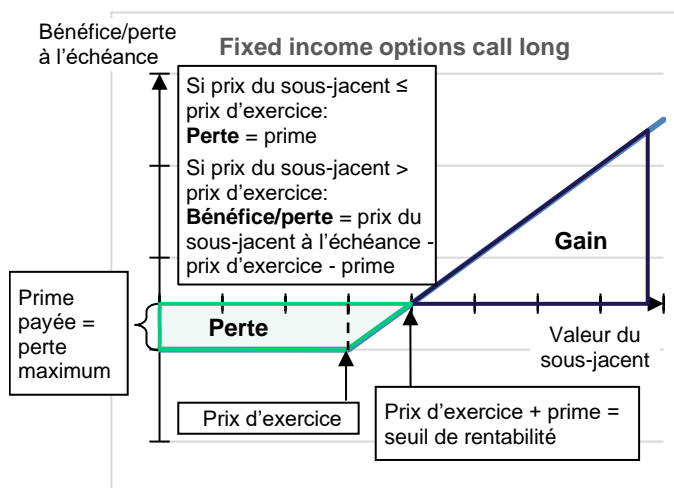 Bénéfice/perte
à l'échéance
Fixed income options call long
Si prix du sous-jacent ≤
prix d'exercice:
Perte = prime
Si prix du sous-jacent >
prix d'exercice:
Bénéfice/perte = prix du
sous-jacent à l'échéance -
prix d'exercice - prime
Gain
Prime
payée =
perte
maximum
Perte
Valeur du
sous-jacent
Prix d'exercice
Prix d'exercice + prime =
seuil de rentabilité